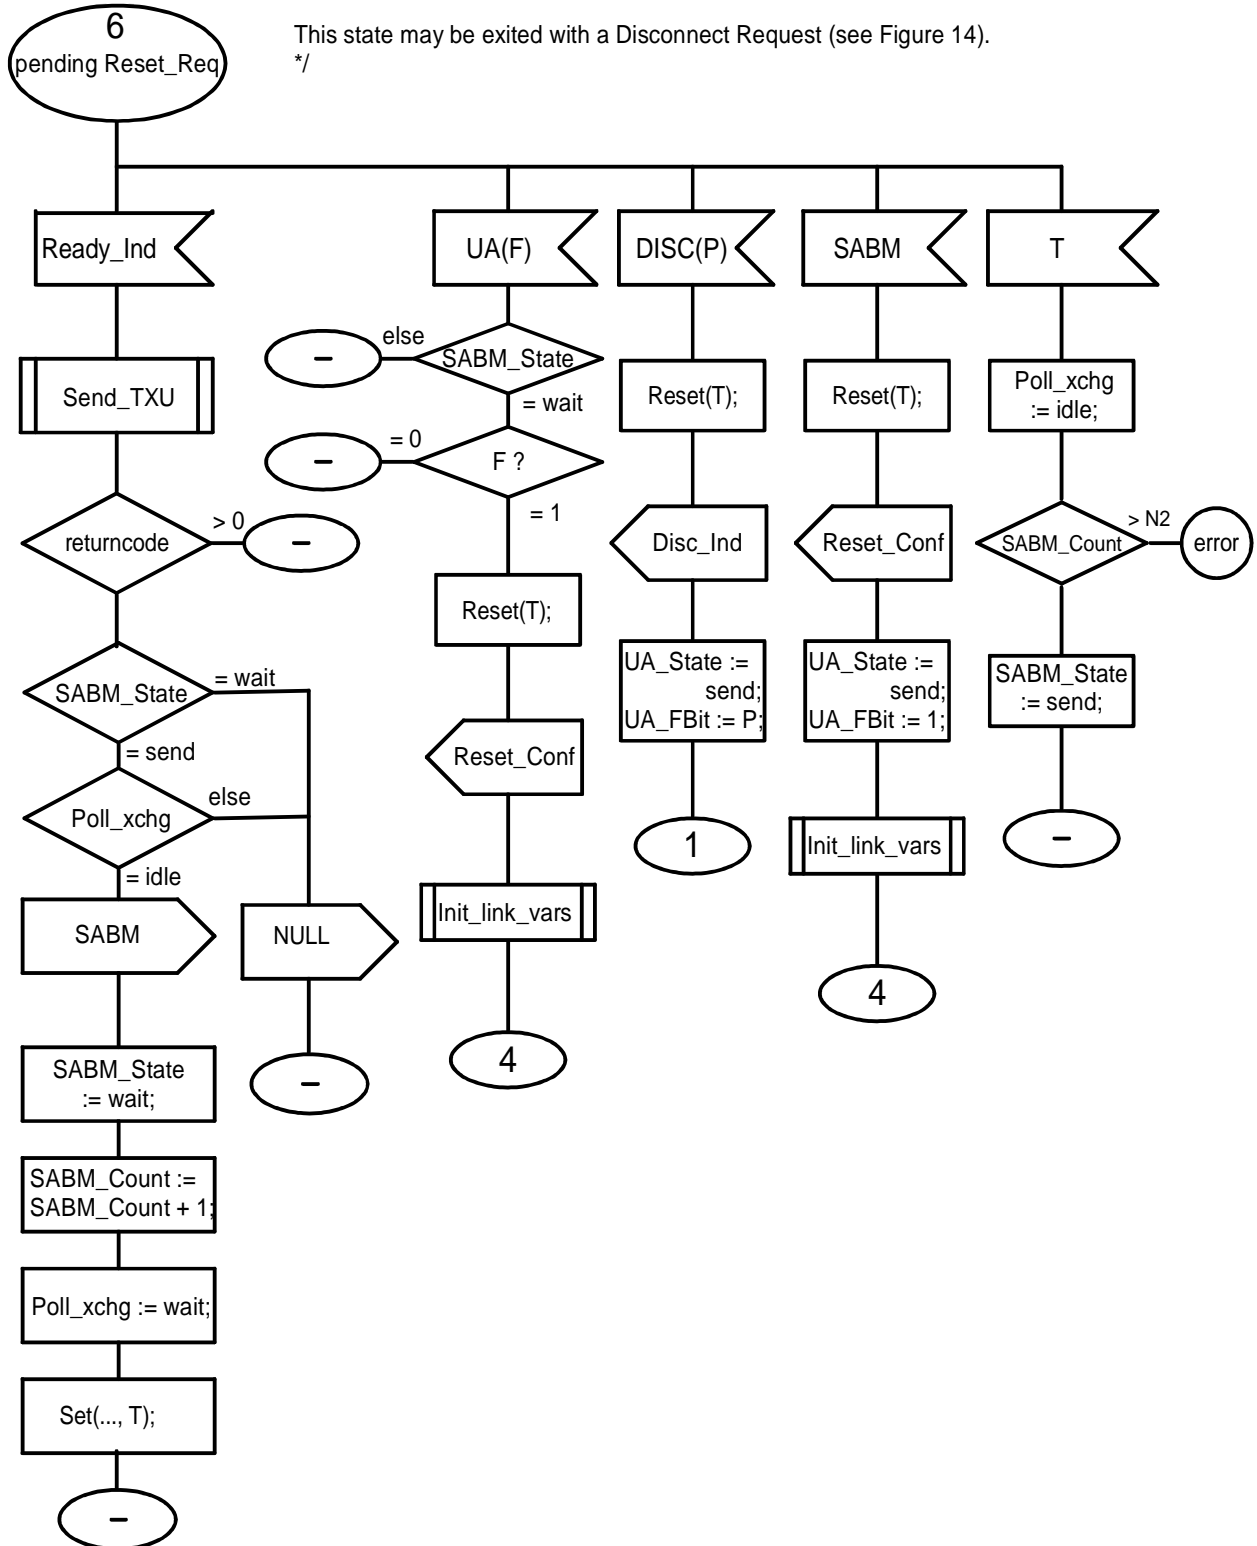 6
pending Reset_Req
This state may be exited with a Disconnect Request (see Figure 14).
*/
Ready_Ind
Send_TXU
returncode
> 0
–
SABM_State
= wait
= send
Poll_xchg
else
= idle
SABM
NULL
–
SABM_State
:= wait;
SABM_Count :=
SABM_Count + 1;
Poll_xchg := wait;
Set(..., T);
–
UA(F)
SABM_State
else
–
= wait
F ?
= 0
–
= 1
Reset(T);
Reset_Conf
Init_link_vars
4
DISC(P)
Reset(T);
Disc_Ind
UA_State :=
send;
UA_FBit := P;
1
SABM
Reset(T);
Reset_Conf
UA_State :=
send;
UA_FBit := 1;
Init_link_vars
4
T
Poll_xchg
:= idle;
SABM_Count
> N2
error
SABM_State
:= send;
–